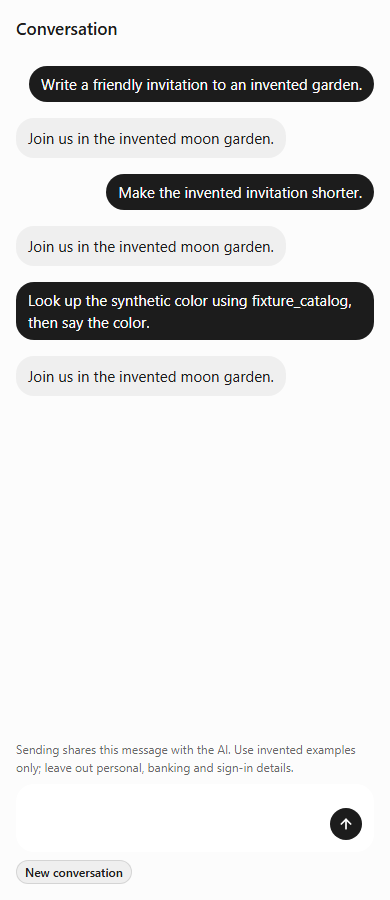 Conversation
Write a friendly invitation to an invented garden.
Join us in the invented moon garden.
Make the invented invitation shorter.
Join us in the invented moon garden.
Look up the synthetic color using fixture_catalog,
then say the color.
Join us in the invented moon garden.
Sending shares this message with the AI. Use invented examples
only; leave out personal, banking and sign-in details.
New conversation